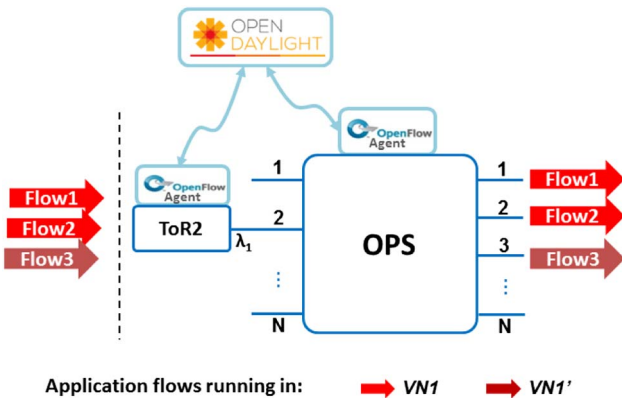 OPEN
DAYLIGHT
OpenFlow
Agent
OpenFlow
Agent
Flow1
Flow2
Flow3
ToR2
λ1
1
2
⋮
N
OPS
1
2
3
⋮
N
Flow1
Flow2
Flow3
Application flows running in: VN1 VN1'